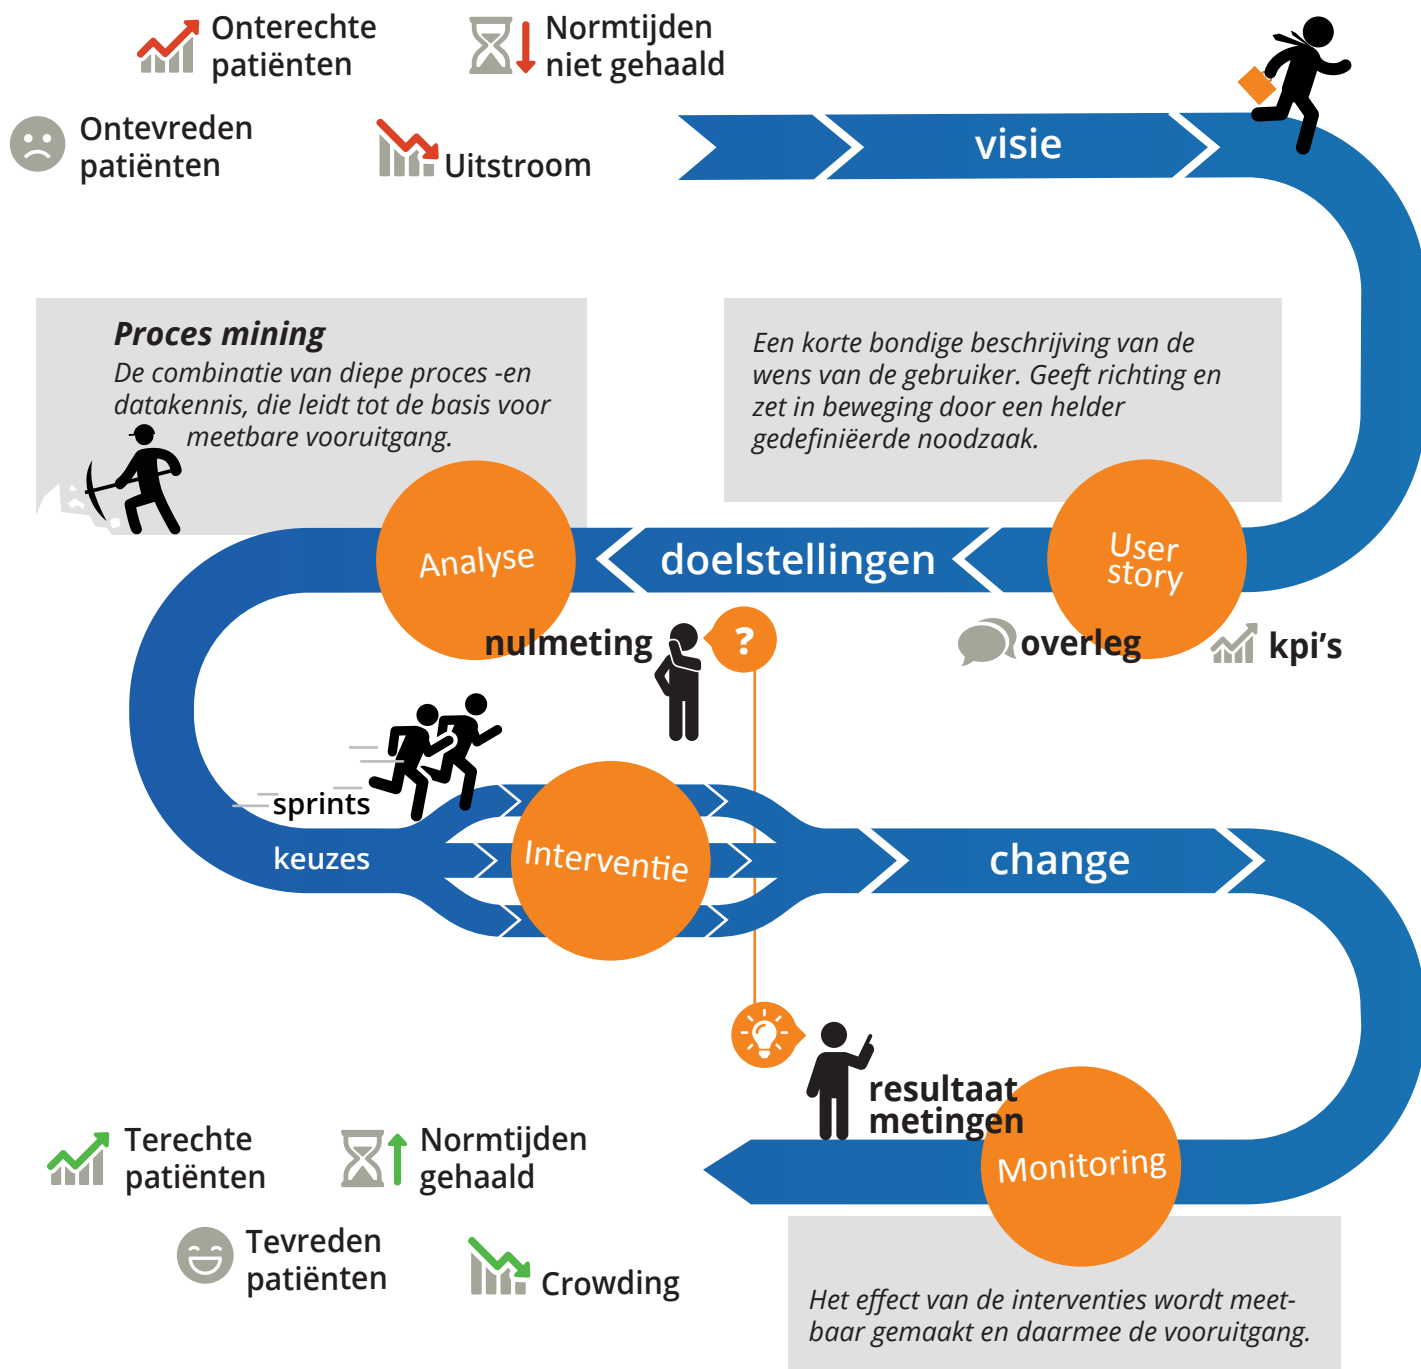 Onterechte
patiënten
Normtijden
niet gehaald
Ontevreden
patiënten
Uitstroom
visie
Proces mining
De combinatie van diepe proces -en
datakennis, die leidt tot de basis voor
meetbare vooruitgang.
Een korte bondige beschrijving van de
wens van de gebruiker. Geeft richting en
zet in beweging door een helder
gedefiniëerde noodzaak.
Analyse
doelstellingen
User
story
nulmeting
?
overleg
kpi's
sprints
keuzes
Interventie
change
resultaat
metingen
Monitoring
Terechte
patiënten
Normtijden
gehaald
Tevreden
patiënten
Crowding
Het effect van de interventies wordt meet-
baar gemaakt en daarmee de vooruitgang.